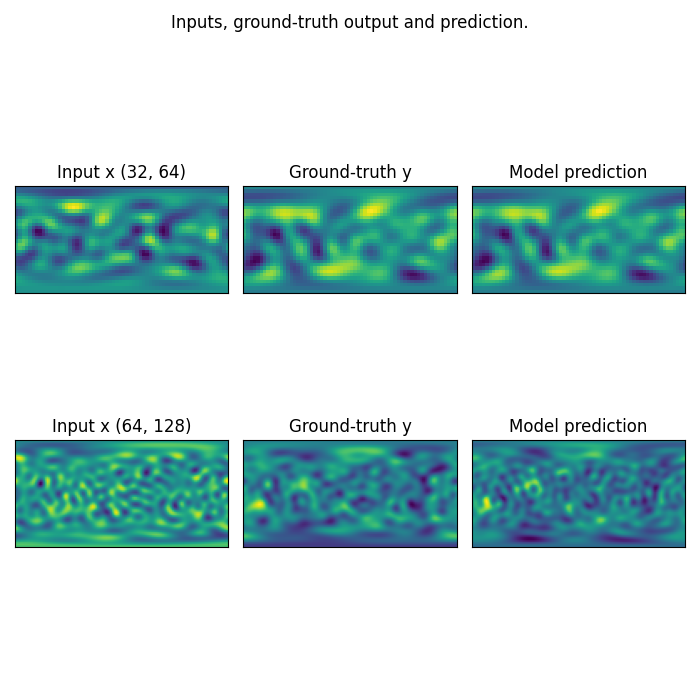 Inputs, ground-truth output and prediction.
Input x (32, 64)
Ground-truth y
Model prediction
Input x (64, 128)
Ground-truth y
Model prediction